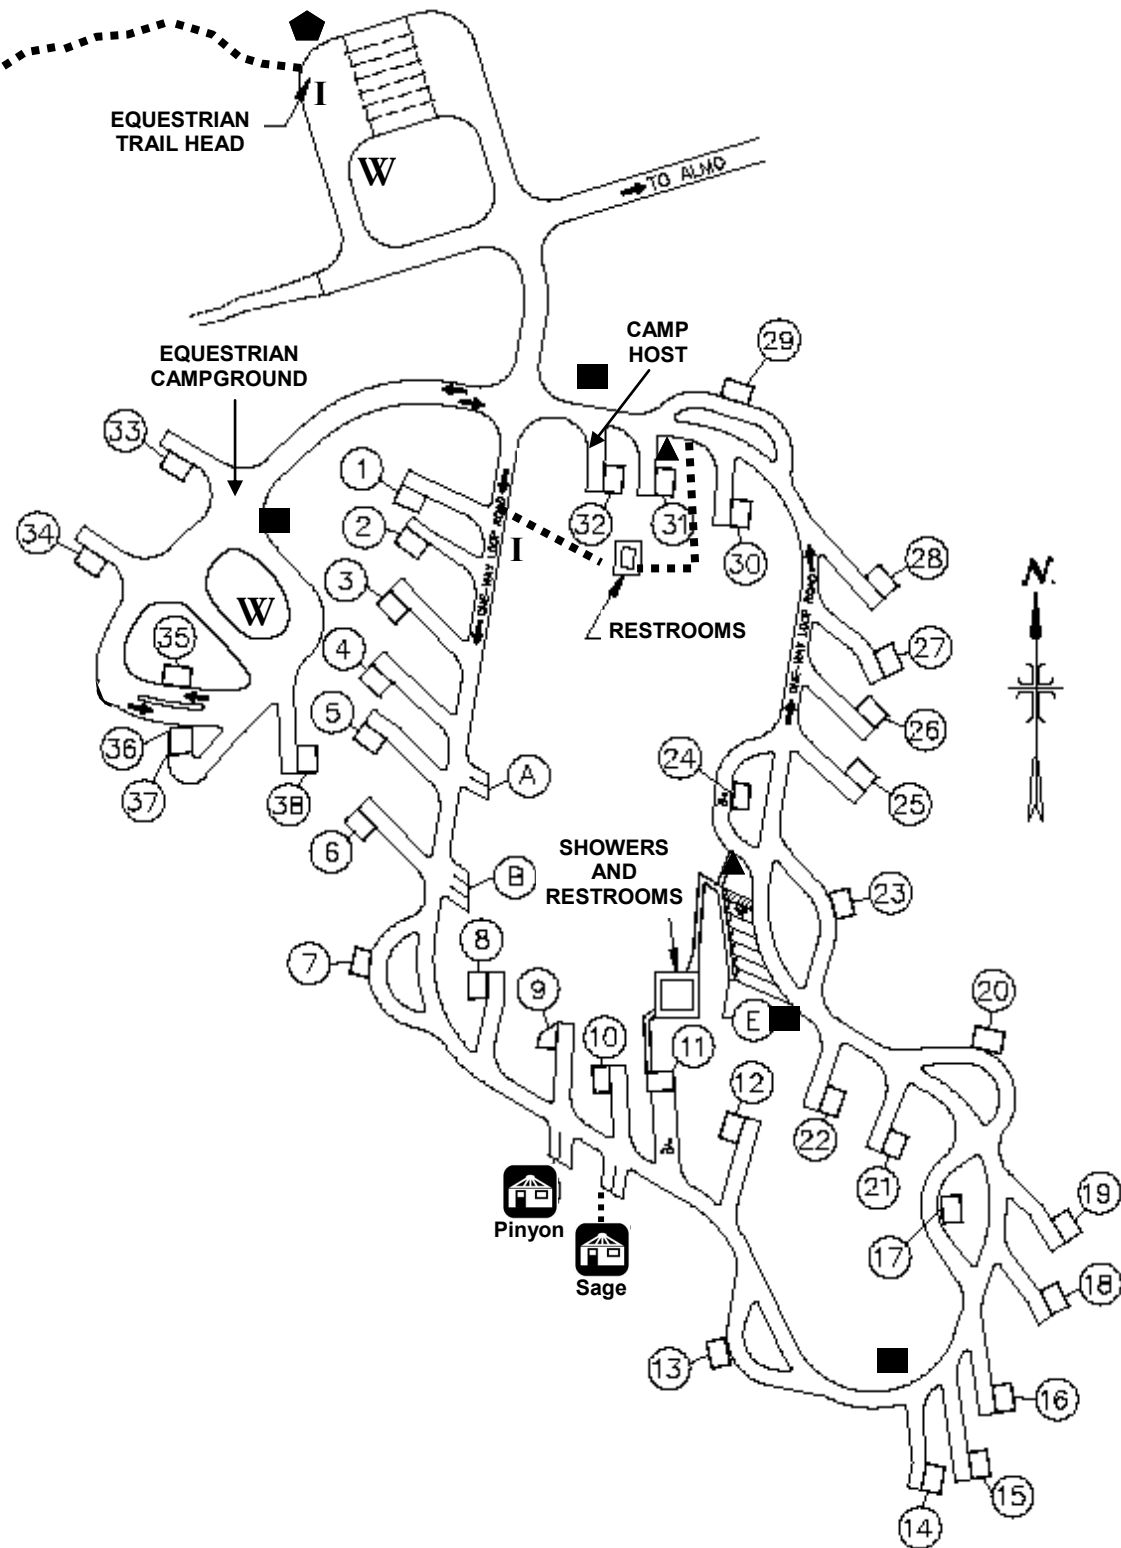 I
EQUESTRIAN
TRAIL HEAD
W
TO ALMO
CAMP
HOST
29
EQUESTRIAN
CAMPGROUND
33
1
34
2
32
31
30
I
ONE-WAY LOOP ROAD
28
3
W
N.
RESTROOMS
35
4
27
ONE-WAY LOOP ROAD
5
26
36
24
A
37
38
25
6
SHOWERS
AND
RESTROOMS
B
23
7
8
9
20
E
10
11
12
22
21
19
Pinyon
17
Sage
18
13
16
15
14